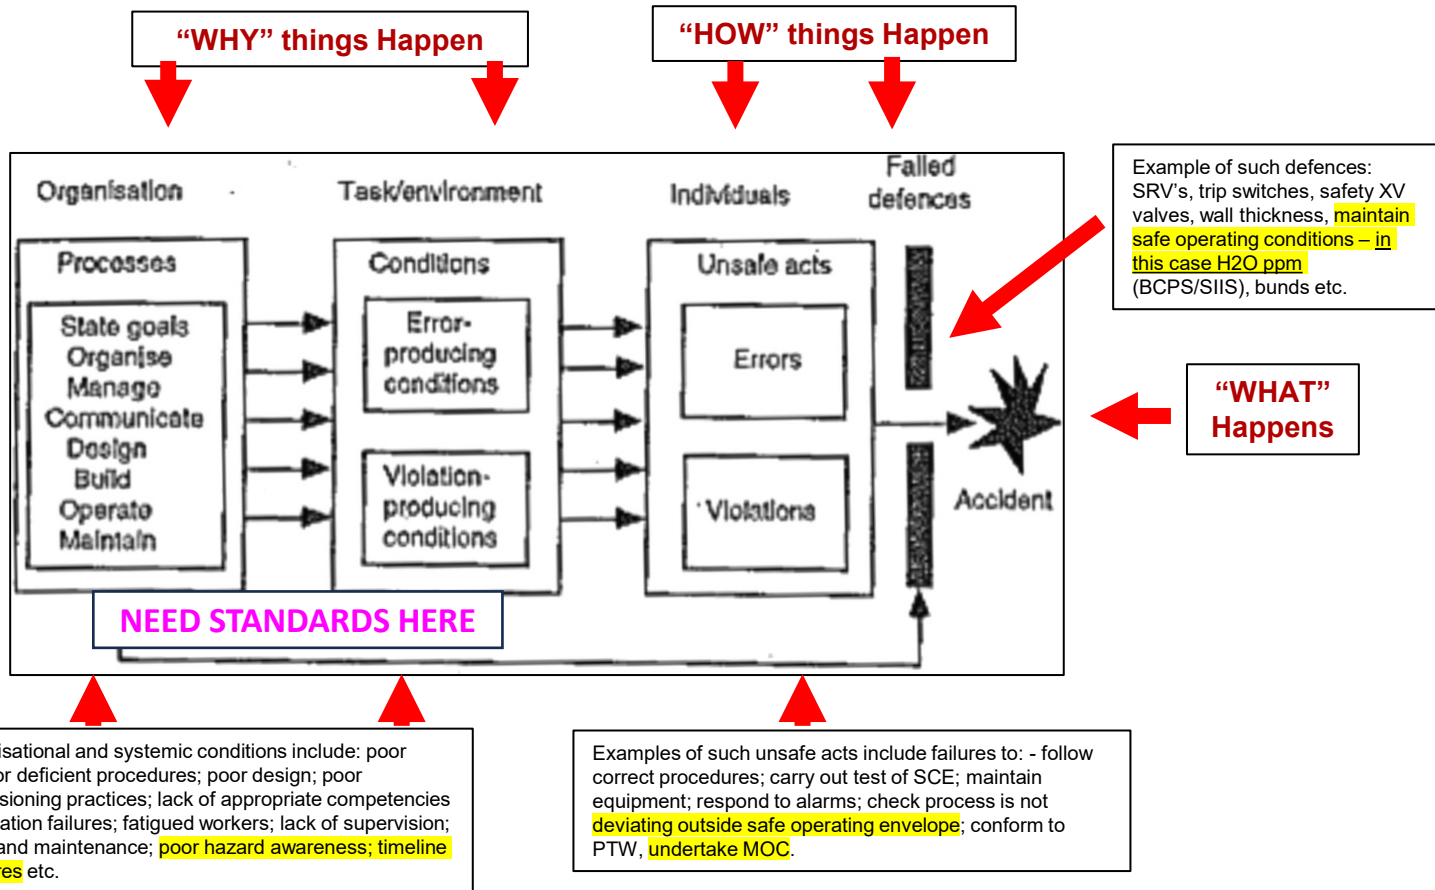 “WHY” things Happen
“HOW” things Happen
Organisation
Task/environment
Individuals
Failed
defences
Example of such defences:
SRV's, trip switches, safety XV
valves, wall thickness, maintain
safe operating conditions – in
this case H2O ppm
(BCPS/SIIS), bunds etc.
Processes
State goals
Organise
Manage
Communicate
Design
Build
Operate
Maintain
Conditions
Error-
producing
conditions
Violation-
producing
conditions
Unsafe acts
Errors
Violations
Accident
“WHAT”
Happens
NEED STANDARDS HERE
isational and systemic conditions include: poor
or deficient procedures; poor design; poor
sioning practices; lack of appropriate competencies
ation failures; fatigued workers; lack of supervision;
and maintenance; poor hazard awareness; timeline
res etc.
Examples of such unsafe acts include failures to: - follow
correct procedures; carry out test of SCE; maintain
equipment; respond to alarms; check process is not
deviating outside safe operating envelope; conform to
PTW, undertake MOC.